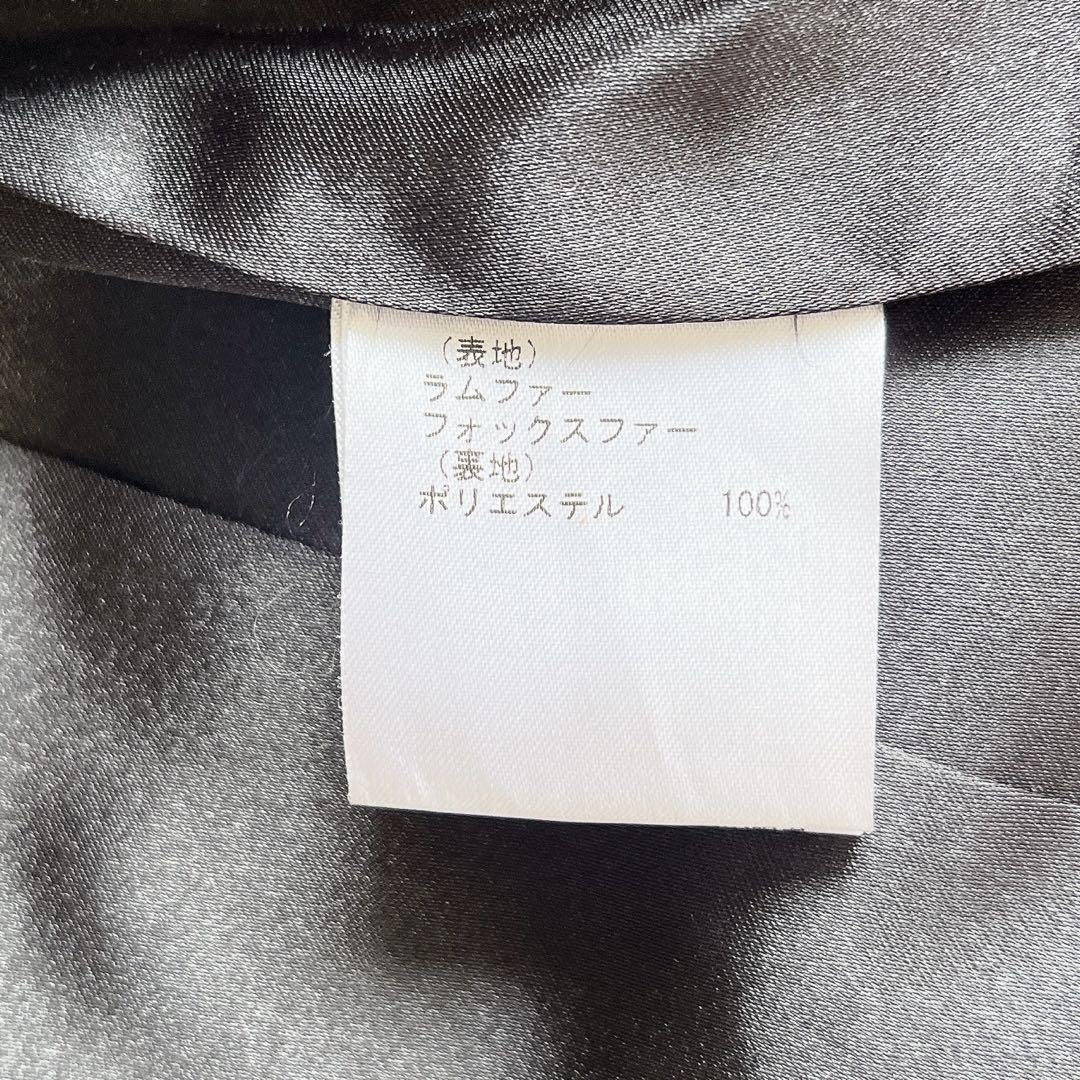 (表地)
ラムファー
フォックスファー
(裏地)
ポリエステル 100%